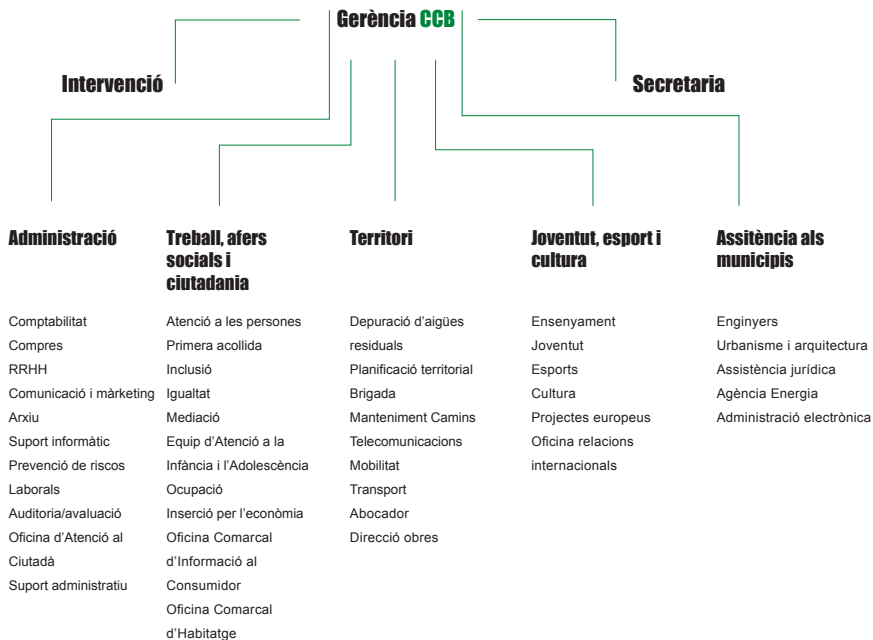 Gerència CCB
Intervenció
Secretaria
Administració
Comptabilitat
Compres
RRHH
Comunicació i màrketing
Arxiu
Suport informàtic
Prevenció de riscos
Laborals
Auditoria/avaluació
Oficina d'Atenció al
Ciutadà
Suport administratiu
Treball, afers
socials i
ciutadania
Atenció a les persones
Primera acollida
Inclusió
Igualtat
Mediació
Equip d'Atenció a la
Infància i l'Adolescència
Ocupació
Inserció per l'econòmia
Oficina Comarcal
d'Informació al
Consumidor
Oficina Comarcal
d'Habitatge
Territori
Depuració d'aigües
residuals
Planificació territorial
Brigada
Manteniment Camins
Telecomunicacions
Mobilitat
Transport
Abocador
Direcció obres
Joventut, esport i
cultura
Ensenyament
Joventut
Esports
Cultura
Projectes europeus
Oficina relacions
internacionals
Assitència als
municipis
Enginyers
Urbanisme i arquitectura
Assistència jurídica
Agència Energia
Administració electrònica